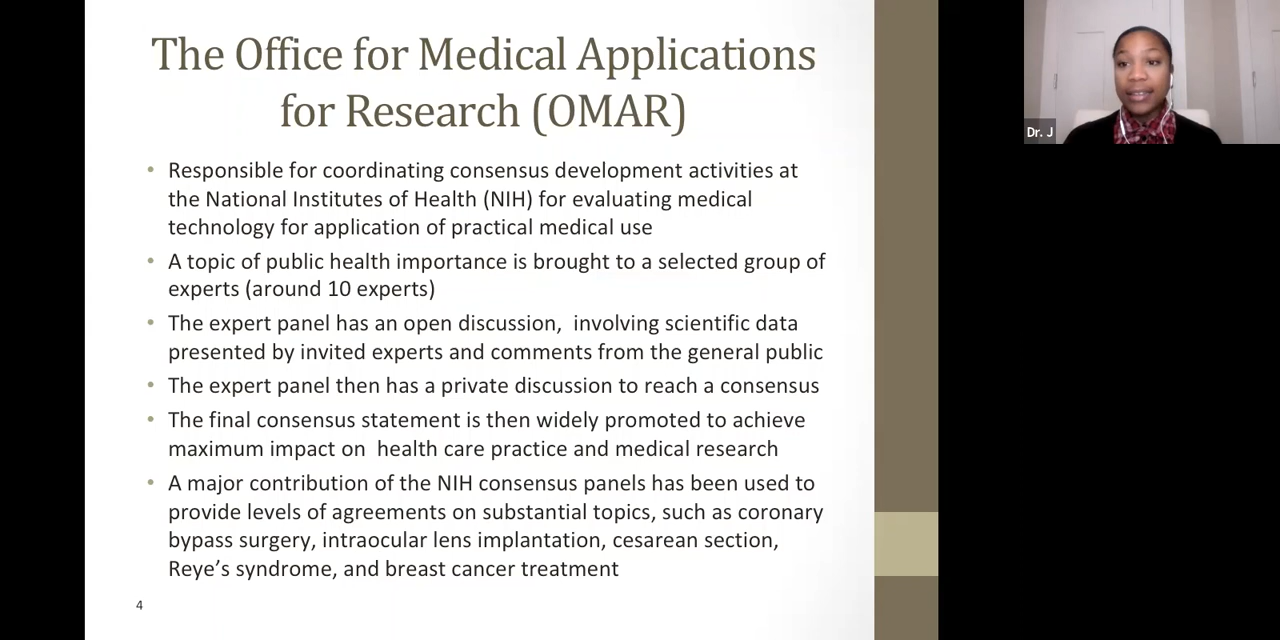 The Office for Medical Applications
for Research (OMAR)
• Responsible for coordinating consensus development activities at
the National Institutes of Health (NIH) for evaluating medical
technology for application of practical medical use
• A topic of public health importance is brought to a selected group of
experts (around 10 experts)
• The expert panel has an open discussion,  involving scientific data
presented by invited experts and comments from the general public
• The expert panel then has a private discussion to reach a consensus
• The final consensus statement is then widely promoted to achieve
maximum impact on  health care practice and medical research
• A major contribution of the NIH consensus panels has been used to
provide levels of agreements on substantial topics, such as coronary
bypass surgery, intraocular lens implantation, cesarean section,
Reye’s syndrome, and breast cancer treatment
4
Dr. J